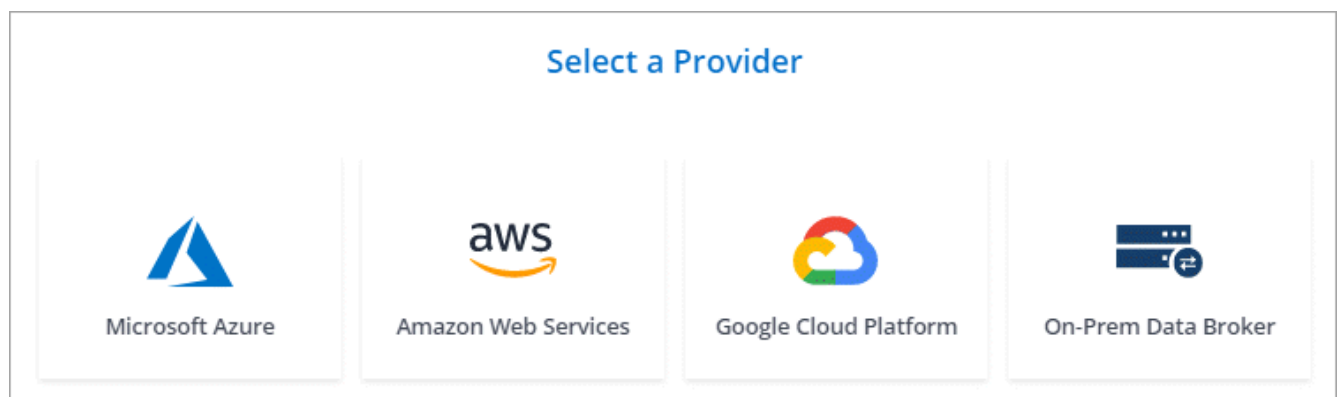 Select a Provider
aws
Microsoft Azure
Amazon Web Services
Google Cloud Platform
On-Prem Data Broker